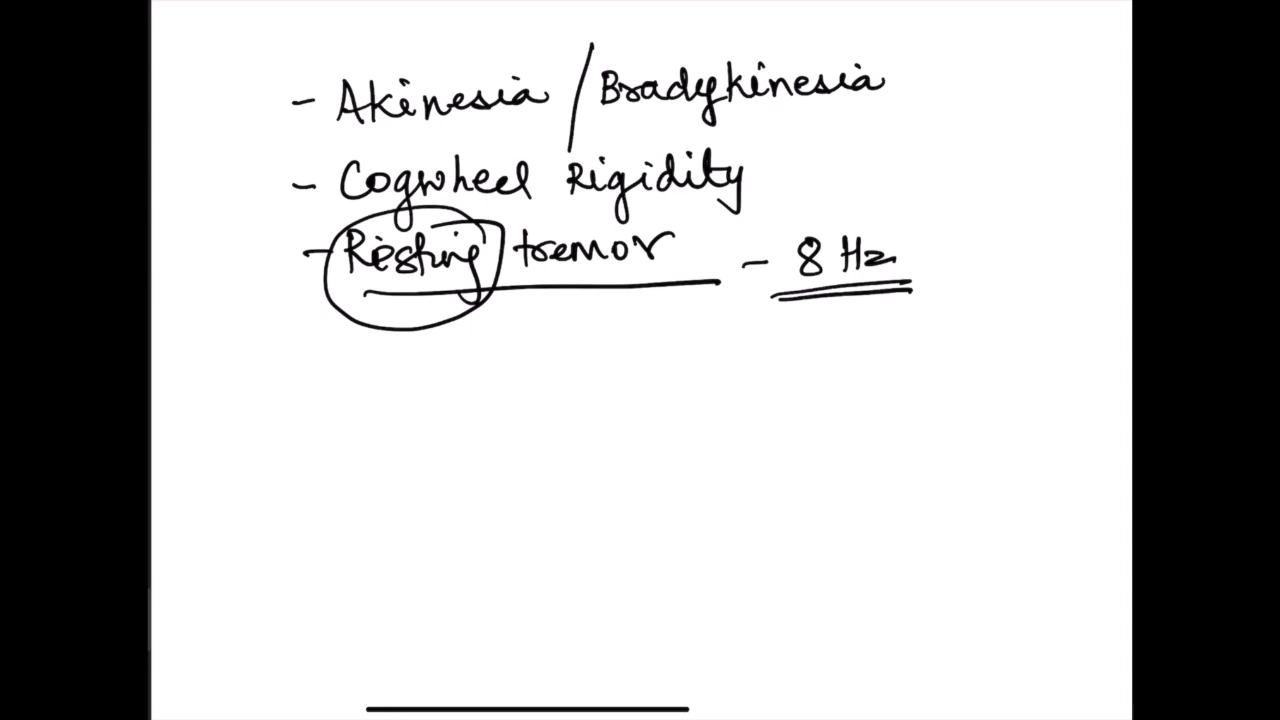 - Akinesia / Bradykinesia
- Cogwheel Rigidity
- Resting tremor - 8 Hz